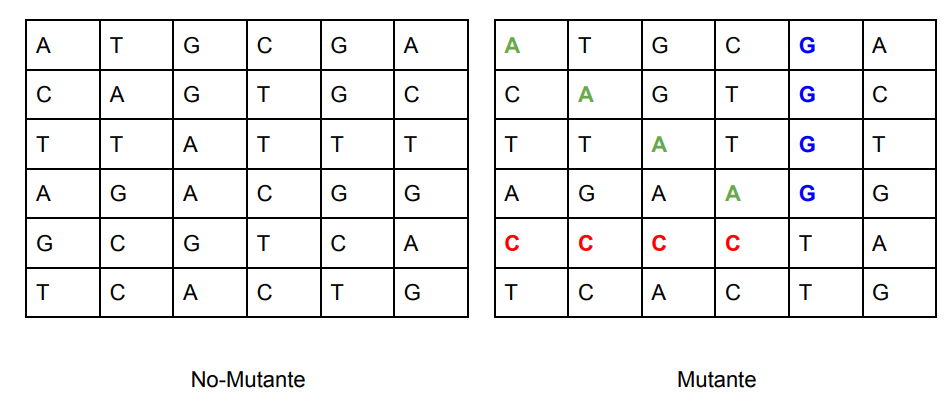 A T G C G A
C A G T G C
T T A T T T
A G A C G G
G C G T C A
T C A C T G
No-Mutante
A T G C G A
C A G T G C
T T A T G T
A G A A G G
C C C C T A
T C A C T G
Mutante